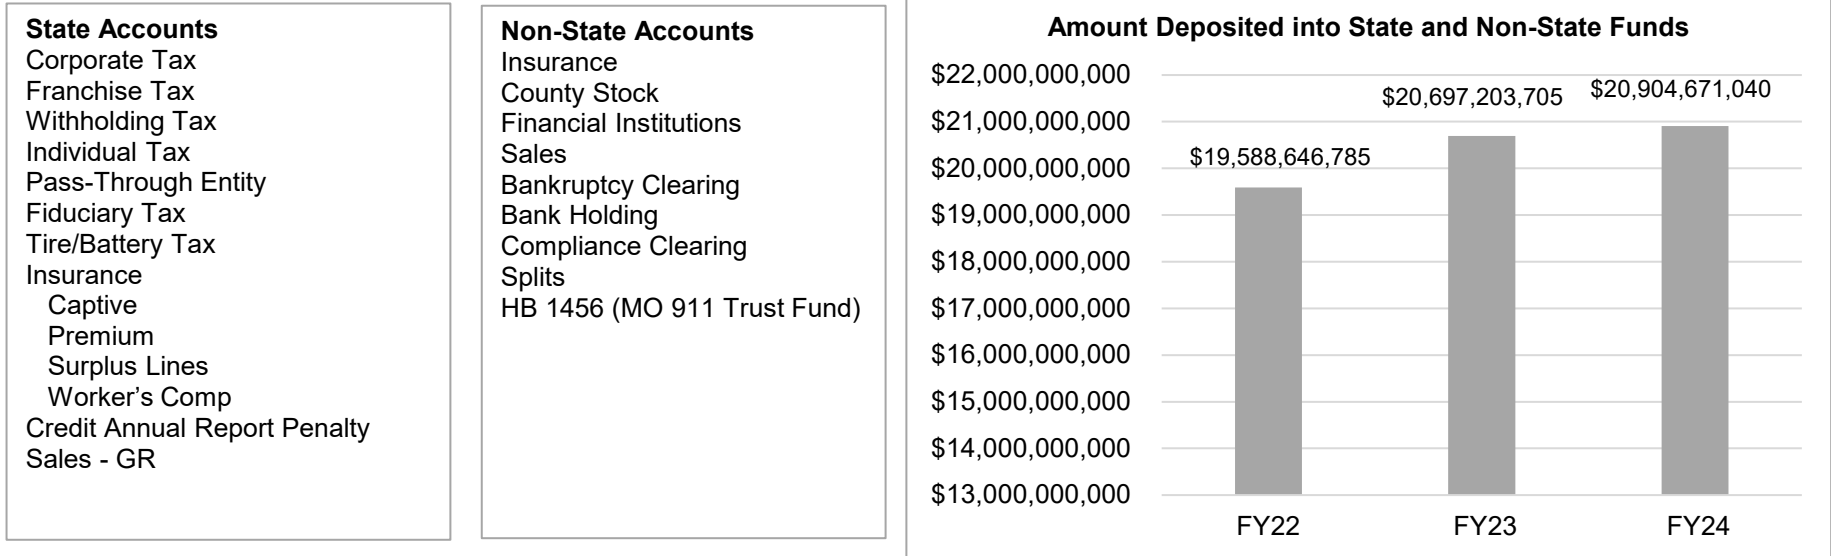 State Accounts
Corporate Tax
Franchise Tax
Withholding Tax
Individual Tax
Pass-Through Entity
Fiduciary Tax
Tire/Battery Tax
Insurance
Captive
Premium
Surplus Lines
Worker’s Comp
Credit Annual Report Penalty
Sales - GR
Non-State Accounts
Insurance
County Stock
Financial Institutions
Sales
Bankruptcy Clearing
Bank Holding
Compliance Clearing
Splits
HB 1456 (MO 911 Trust Fund)
Amount Deposited into State and Non-State Funds
$22,000,000,000
$21,000,000,000
$20,000,000,000
$19,000,000,000
$18,000,000,000
$17,000,000,000
$16,000,000,000
$15,000,000,000
$14,000,000,000
$13,000,000,000
$19,588,646,785
$20,697,203,705
$20,904,671,040
FY22
FY23
FY24